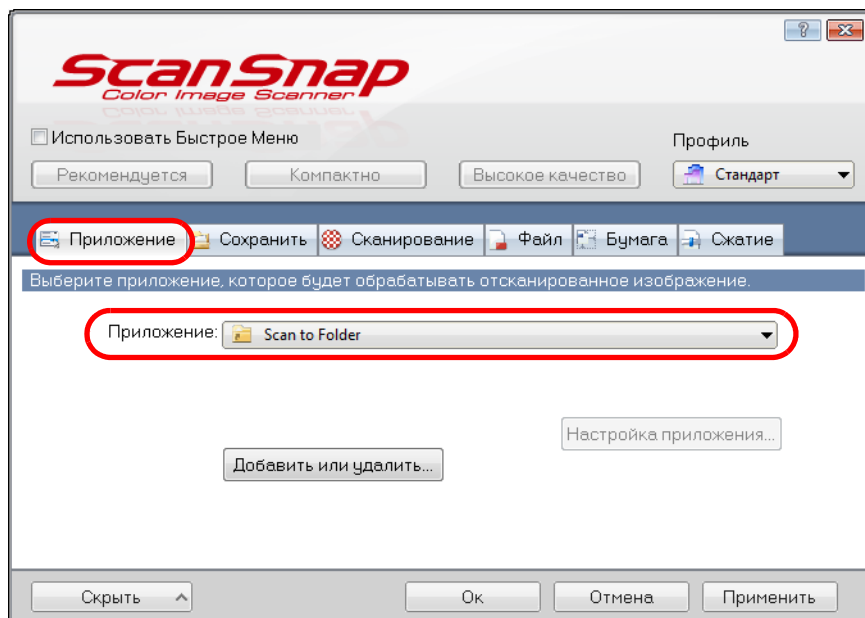 ScanSnap
Color Image Scanner
Использовать Быстрое Меню
Профиль
Рекомендуется Компактно Высокое качество Стандарт
Приложение Сохранить Сканирование Файл Бумага Сжатие
Выберите приложение, которое будет обрабатывать отсканированное изображение.
Приложение: Scan to Folder
Настройка приложения...
Добавить или удалить...
Скрыть Ок Отмена Применить